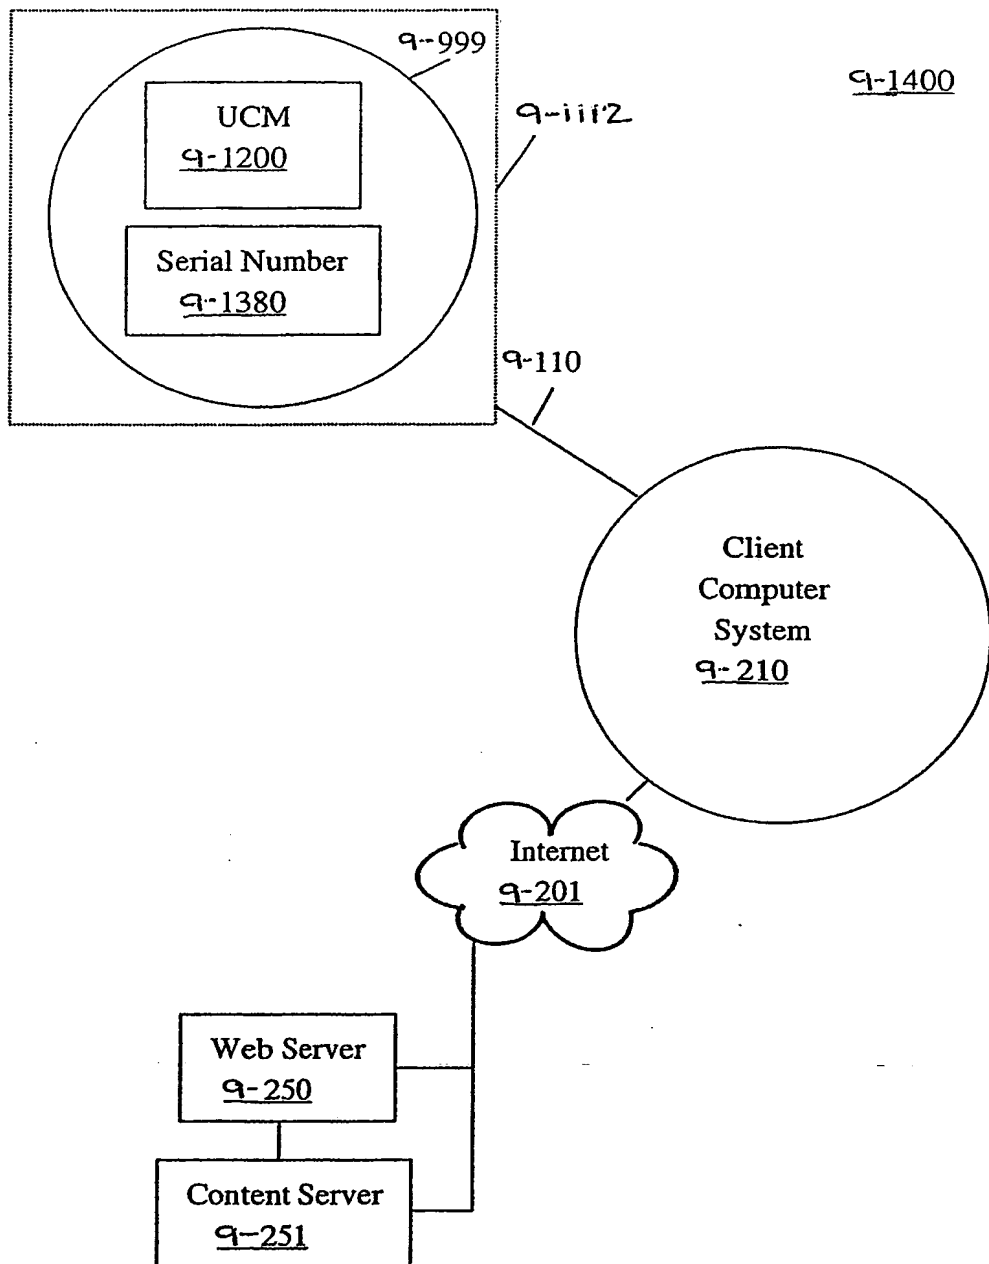 9-999
9-1400
UCM
9-1200
9-1112
Serial Number
9-1380
9-110
Client
Computer
System
9-210
Internet
9-201
Web Server
9-250
Content Server
9-251